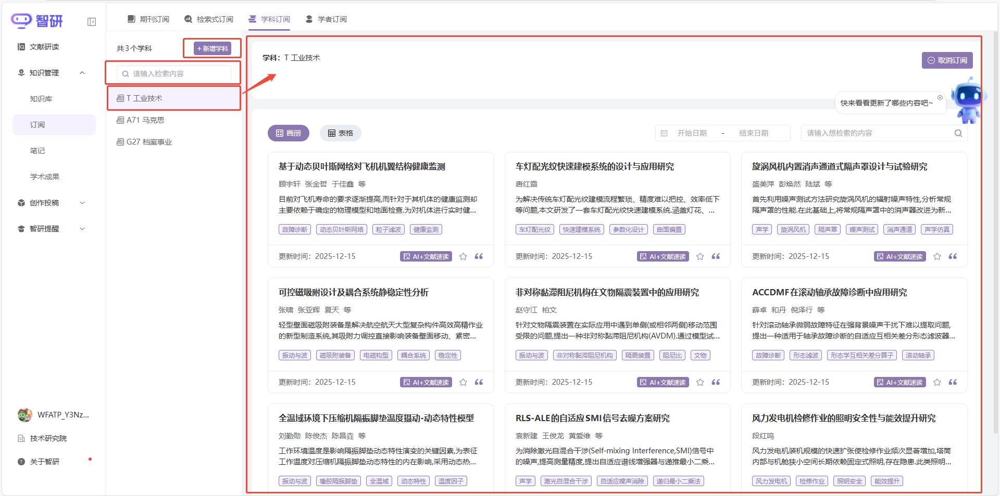 智研
文献研读
知识管理
知识库
订阅
笔记
学术成果
创作投稿
智研提醒
WFATP_Y3Nz...
技术研究院
关于智研
期刊订阅
检索式订阅
学科订阅
学者订阅
共3个学科
+ 新增学科
请输入检索内容
T 工业技术
A71 马克思
G27 档案事业
学科：T 工业技术
取消订阅
快来看看更新了哪些内容吧~
画册
表格
开始日期 - 结束日期
请输入想检索的内容
基于动态贝叶斯网络对飞机机翼结构健康监测
顾宇轩 张金哲 于佳鑫 等
目前对飞机寿命的要求逐渐提高,而针对于其机体的健康监测却
主要依赖于确定的物理模型和地面检查.为对机体进行实时健...
故障诊断 动态贝叶斯网络 粒子滤波 健康监测
更新时间：2025-12-15 AI+文献速读
车灯配光纹快速建模系统的设计与应用研究
唐红霞
为解决传统车灯配光纹建模流程繁琐、精度难以把控、效率低下
等问题,本文研发了一套车灯配光纹快速建模系统.涵盖灯花、...
车灯配光纹 快速建模系统 参数化设计 曲面偏置
更新时间：2025-12-15 AI+文献速读
旋涡风机内置消声通道式隔声罩设计与试验研究
盛美萍 彭焕然 陆斌 等
首先利用噪声测试方法研究旋涡风机的辐射噪声特性,分析常规
隔声罩的性能.在此基础上,将常规隔声罩中的消声器改进为新...
声学 旋涡风机 隔声罩 噪声测试 消声通道 声学仿真
更新时间：2025-12-15 AI+文献速读
可控磁吸附设计及耦合系统静稳定性分析
张啸 张亚辉 夏天 等
轻型壁面磁吸附装备是解决航空航天大型复杂构件高效高精作业
的新型制造系统,其吸附力调控直接影响装备壁面移动、紧密...
振动与波 磁吸附装备 电磁构型 耦合系统 稳定性
更新时间：2025-12-15 AI+文献速读
非对称黏滞阻尼机构在文物隔震装置中的应用研究
赵守江 柏文
针对文物隔震装置在实际应用中遇到单侧(或相邻两侧)移动范围
受限的问题,提出一种非对称黏滞阻尼机构(AVDM).通过模型试...
振动与波 非对称黏滞阻尼机构 隔震装置 阻尼比 文物
更新时间：2025-12-15 AI+文献速读
ACCDMF在滚动轴承故障诊断中应用研究
薛卓 和丹 倪泽行 等
针对滚动轴承微弱故障特征在强背景噪声干扰下难以提取问题,
提出一种适用于轴承故障诊断的自适应互相关差分形态滤波器...
故障诊断 形态滤波 形态学互相关差分算子 滚动轴承
更新时间：2025-12-15 AI+文献速读
全温域环境下压缩机隔振脚垫温度摄动-动态特性模型
刘勤勋 陈俊杰 陈昌垚 等
工作环境温度是影响隔振脚垫动态特性演变的关键因素,为表征
工作温度对压缩机隔振脚垫动态特性的内在影响,采用动态热...
振动与波 橡胶隔振脚垫 全温域 动态特性 温度因子
RLS-ALE的自适应SMI信号去噪方案研究
袁新建 王俊龙 黄爱维 等
为消除激光自混合干涉(Self-mixing Interference,SMI)信号中
的噪声,提高测量精度,提出自适应谱线增强器与递推最小二乘...
声学 激光自混合干涉 自适应噪声消除 递归最小二乘法
风力发电机检修作业的照明安全性与能效提升研究
段红鸣
风力发电机装机规模的快速扩张使检修作业频次显著增加,塔筒
内部与机舱狭小空间长期依赖固定式照明,存在隐患.此类照明...
风力发电机 检修作业 照明安全 能效提升